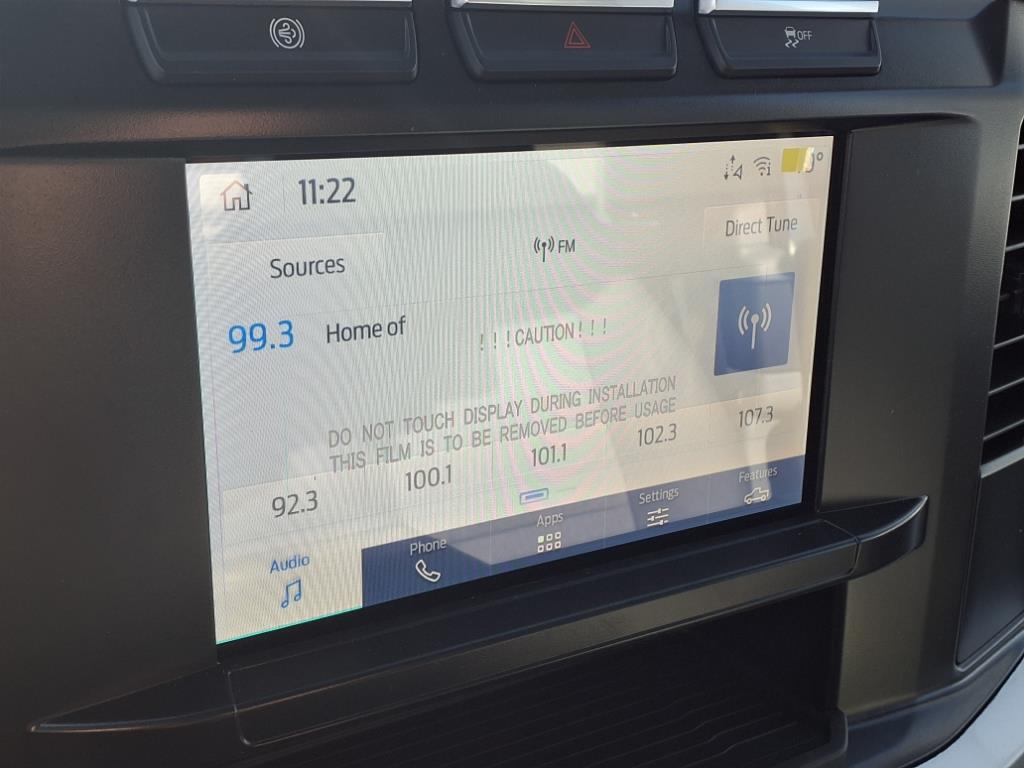 OFF
11:22
Sources
FM
Direct Tune
99.3
Home of
! ! ! CAUTION ! ! !
DO NOT TOUCH DISPLAY DURING INSTALLATION
THIS FILM IS TO BE REMOVED BEFORE USAGE
92.3
100.1
101.1
102.3
107.3
Audio
Phone
Apps
Settings
Features